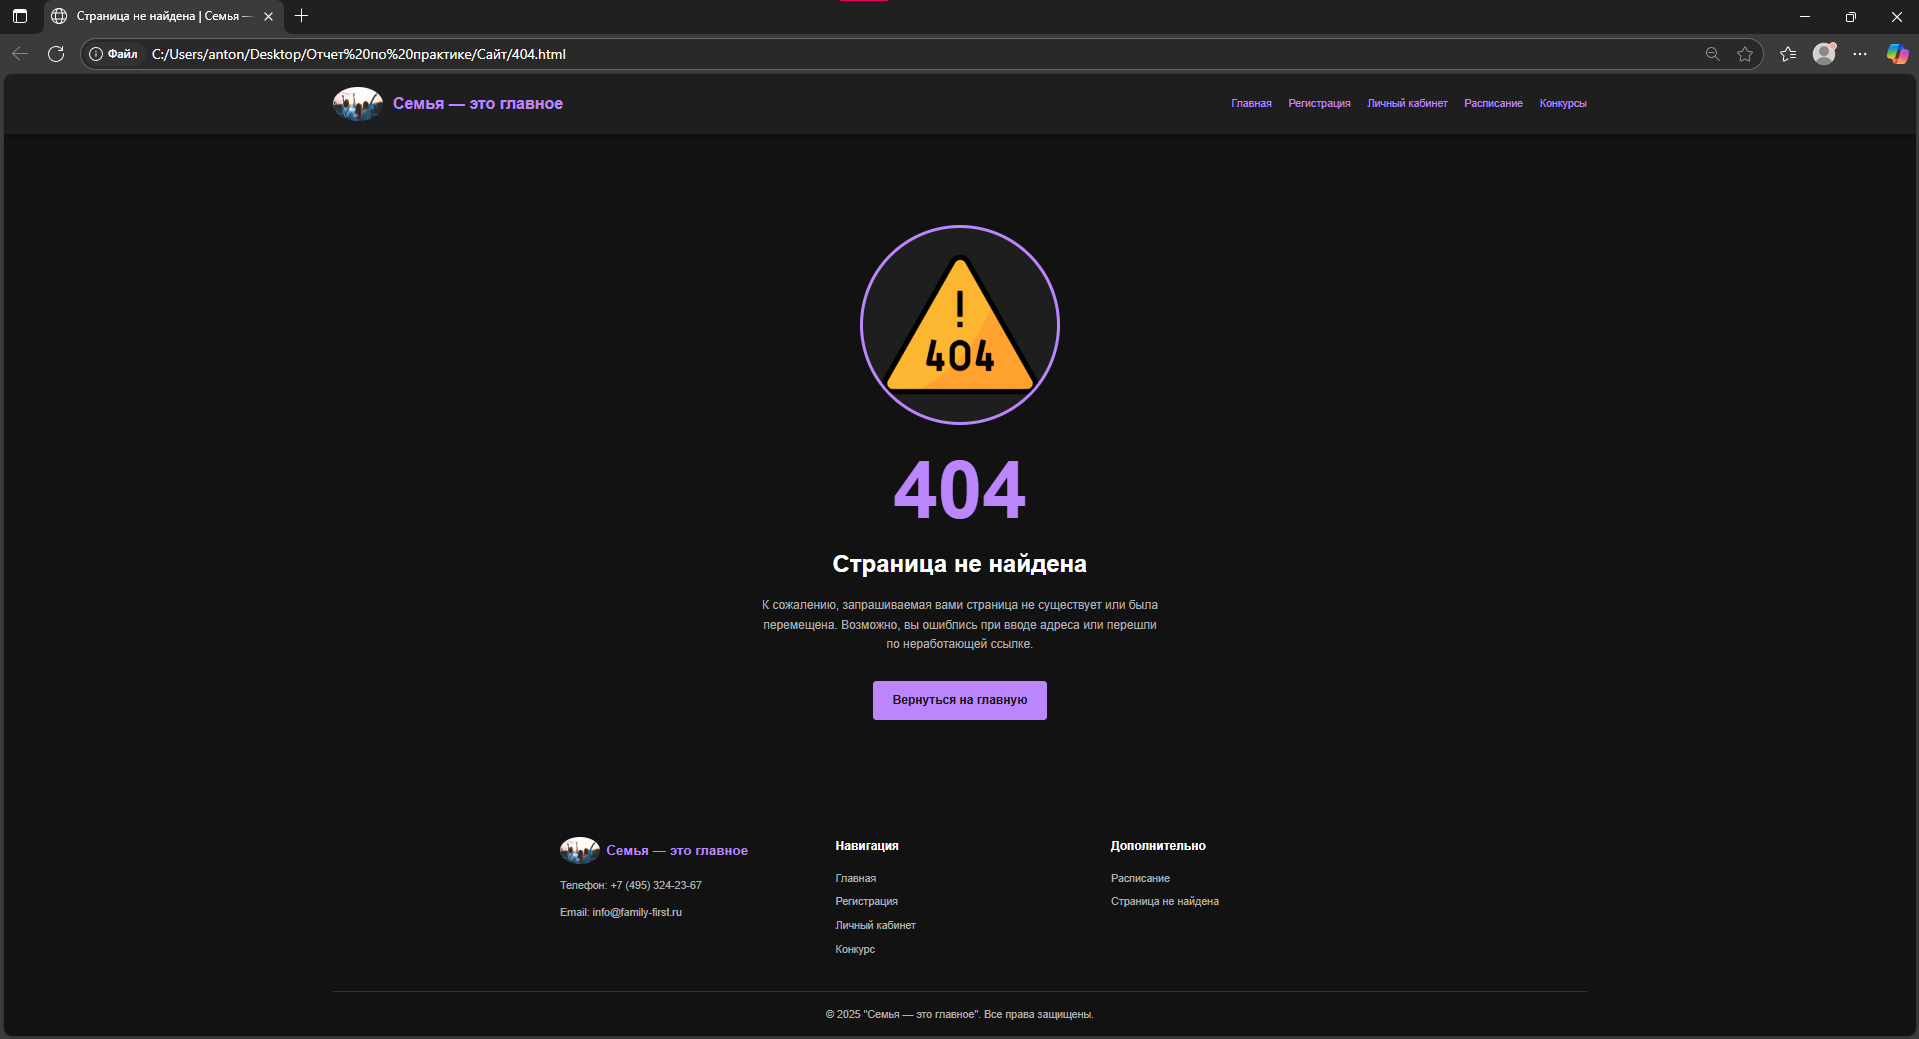 Страница не найдена | Семья —
Файл
C:/Users/anton/Desktop/Отчет%20по%20практике/Сайт/404.html
Семья — это главное
Главная Регистрация Личный кабинет Расписание Конкурсы
!
404
404
Страница не найдена
К сожалению, запрашиваемая вами страница не существует или была
перемещена. Возможно, вы ошиблись при вводе адреса или перешли
по неработающей ссылке.
Вернуться на главную
Семья — это главное
Телефон: +7 (495) 324-23-67
Email: info@family-first.ru
Навигация
Главная
Регистрация
Личный кабинет
Конкурс
Дополнительно
Расписание
Страница не найдена
© 2025 "Семья — это главное". Все права защищены.